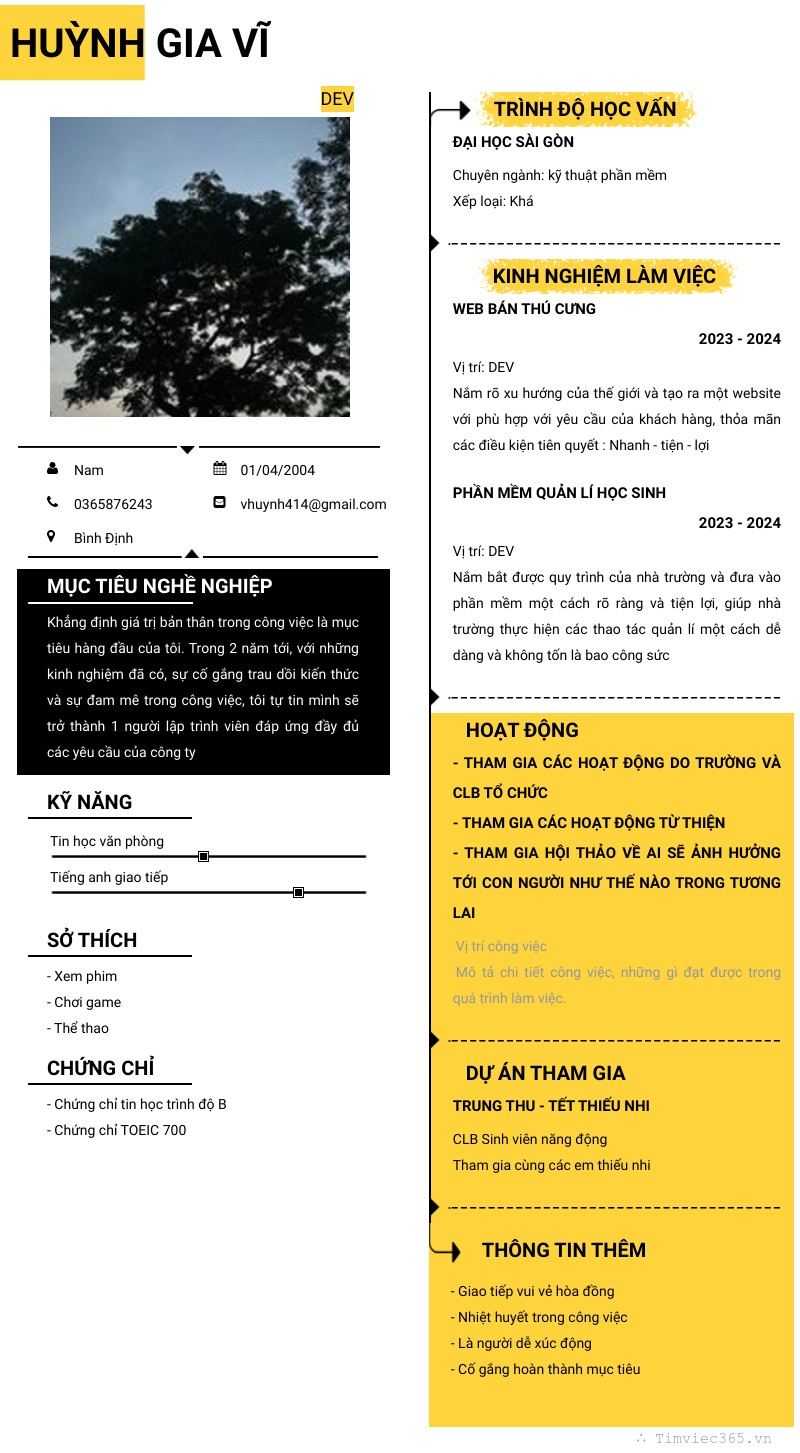 HUỲNH GIA VĨ
DEV
Nam
01/04/2004
0365876243
vhuynh414@gmail.com
Bình Định
MỤC TIÊU NGHỀ NGHIỆP
Khẳng định giá trị bản thân trong công việc là mục
tiêu hàng đầu của tôi. Trong 2 năm tới, với những
kinh nghiệm đã có, sự cố gắng trau dồi kiến thức
và sự đam mê trong công việc, tôi tự tin mình sẽ
trở thành 1 người lập trình viên đáp ứng đầy đủ
các yêu cầu của công ty
KỸ NĂNG
Tin học văn phòng
Tiếng anh giao tiếp
SỞ THÍCH
- Xem phim
- Chơi game
- Thể thao
CHỨNG CHỈ
- Chứng chỉ tin học trình độ B
- Chứng chỉ TOEIC 700
TRÌNH ĐỘ HỌC VẤN
ĐẠI HỌC SÀI GÒN
Chuyên ngành: kỹ thuật phần mềm
Xếp loại: Khá
KINH NGHIỆM LÀM VIỆC
WEB BÁN THÚ CƯNG
2023 - 2024
Vị trí: DEV
Nắm rõ xu hướng của thế giới và tạo ra một website
với phù hợp với yêu cầu của khách hàng, thỏa mãn
các điều kiện tiên quyết : Nhanh - tiện - lợi
PHẦN MỀM QUẢN LÍ HỌC SINH
2023 - 2024
Vị trí: DEV
Nắm bắt được quy trình của nhà trường và đưa vào
phần mềm một cách rõ ràng và tiện lợi, giúp nhà
trường thực hiện các thao tác quản lí một cách dễ
dàng và không tốn là bao công sức
HOẠT ĐỘNG
- THAM GIA CÁC HOẠT ĐỘNG DO TRƯỜNG VÀ
CLB TỔ CHỨC
- THAM GIA CÁC HOẠT ĐỘNG TỪ THIỆN
- THAM GIA HỘI THẢO VỀ AI SẼ ẢNH HƯỞNG
TỚI CON NGƯỜI NHƯ THẾ NÀO TRONG TƯƠNG
LAI
Vị trí công việc
Mô tả chi tiết công việc, những gì đạt được trong
quá trình làm việc.
DỰ ÁN THAM GIA
TRUNG THU - TẾT THIẾU NHI
CLB Sinh viên năng động
Tham gia cùng các em thiếu nhi
THÔNG TIN THÊM
- Giao tiếp vui vẻ hòa đồng
- Nhiệt huyết trong công việc
- Là người dễ xúc động
- Cố gắng hoàn thành mục tiêu
∴ Timviec365.vn